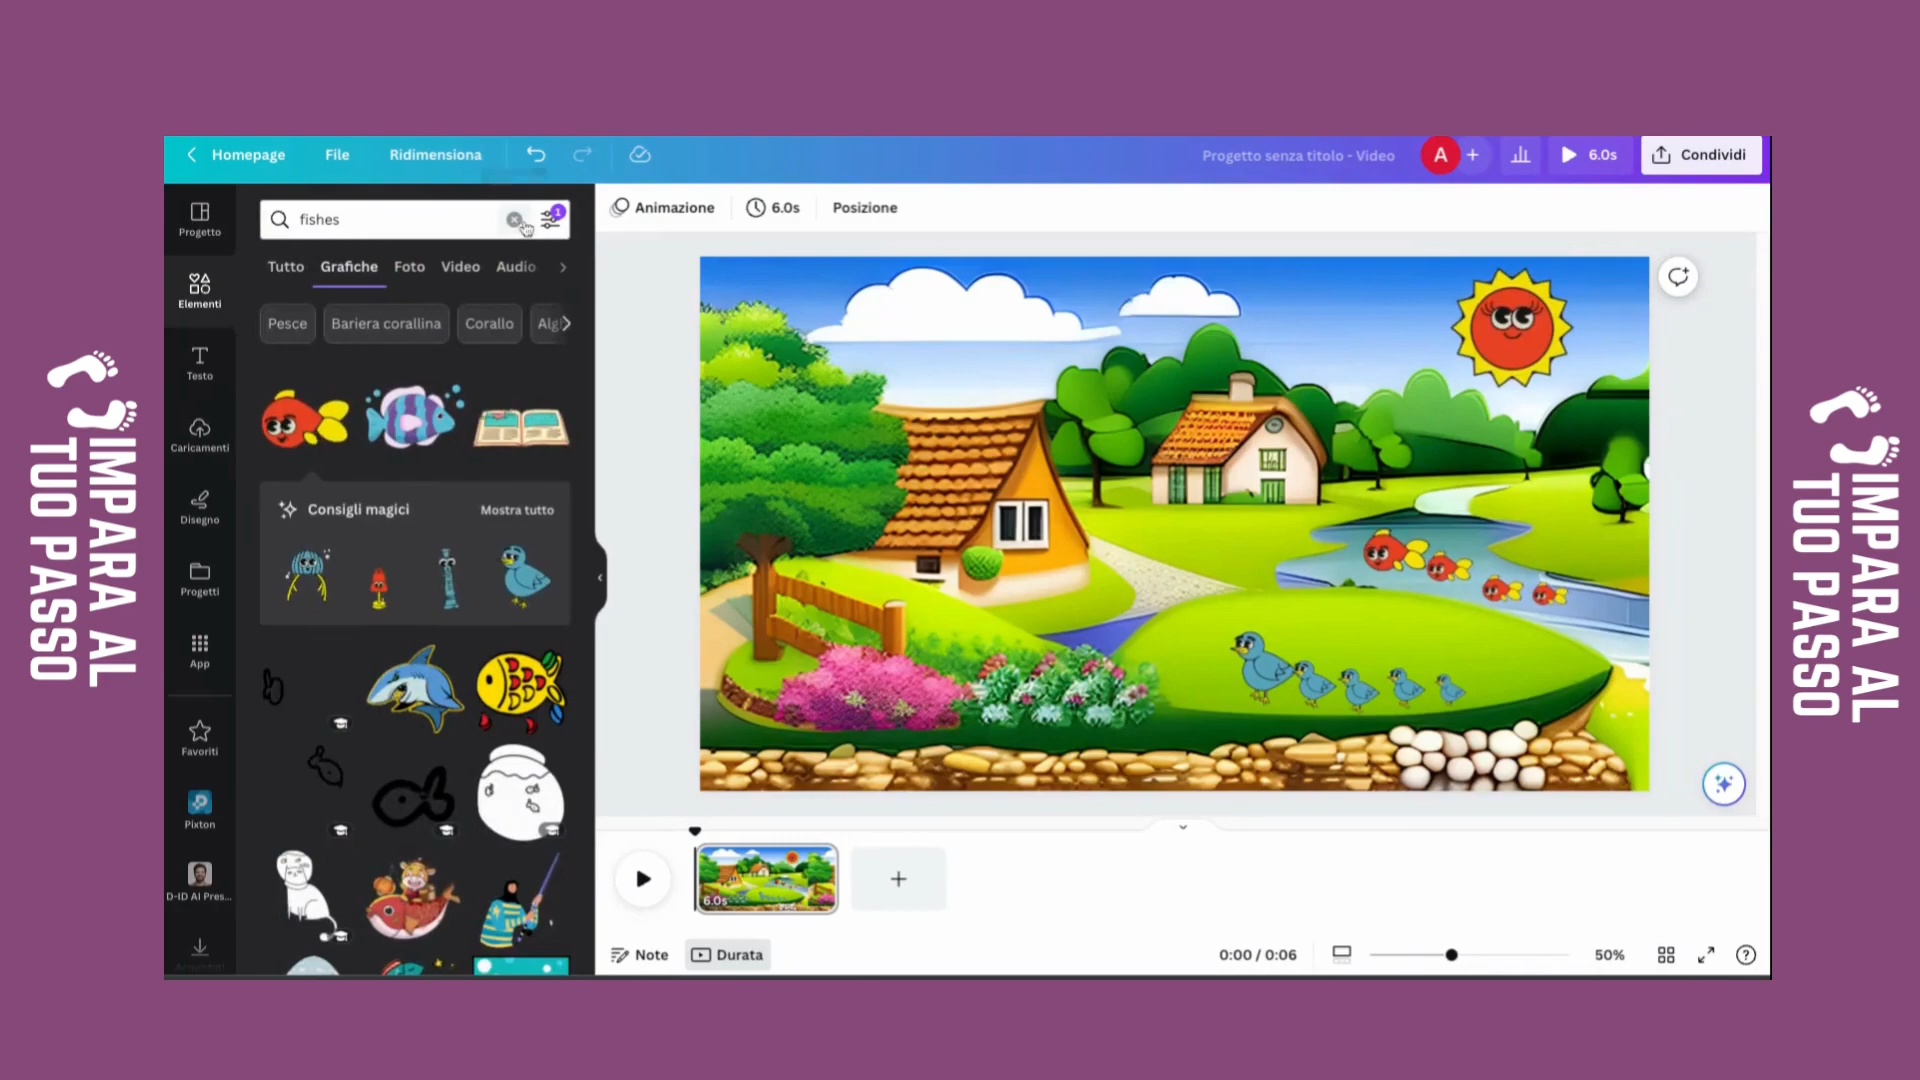 IMPARA AL
TUO PASSO
Homepage
File
Ridimensiona
Progetto senza titolo - Video
A
6.0s
Condividi
Progetto
Elementi
Testo
Caricamenti
Disegno
Progetti
App
Favoriti
Pixton
D-ID AI Pres...
fishes
1
Tutto
Grafiche
Foto
Video
Audio
Pesce
Bariera corallina
Corallo
Consigli magici
Mostra tutto
Animazione
6.0s
Posizione
6.0s
Note
Durata
0:00 / 0:06
50%
IMPARA AL
TUO PASSO